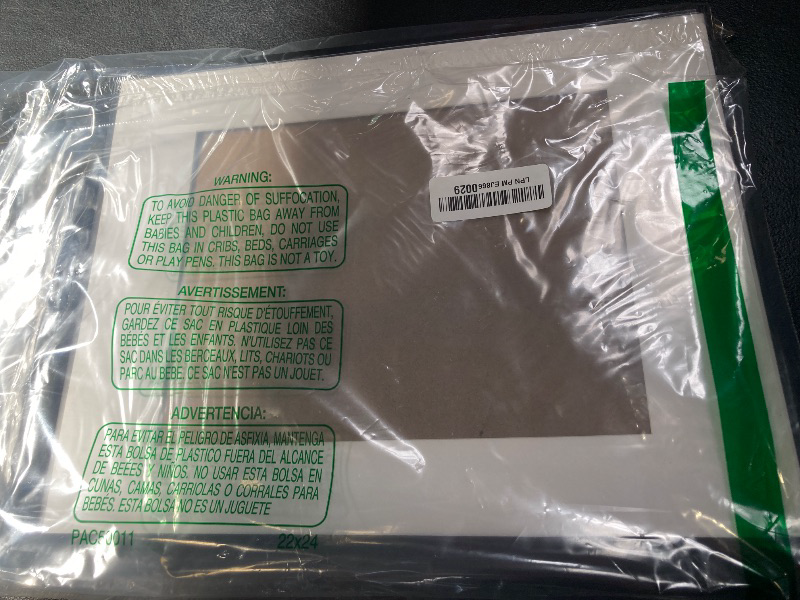 WARNING:
TO AVOID DANGER OF SUFFOCATION,
KEEP THIS PLASTIC BAG AWAY FROM
BABIES AND CHILDREN, DO NOT USE
THIS BAG IN CRIBS, BEDS, CARRIAGES
OR PLAY PENS. THIS BAG IS NOT A TOY.
AVERTISSEMENT:
POUR ÉVITER TOUT RISQUE D'ÉTOUFFEMENT,
GARDEZ CE SAC EN PLASTIQUE LOIN DES
BÉBÉS ET LES ENFANTS. N'UTILISEZ PAS CE
SAC DANS LES BERCEAUX, LITS, CHARIOTS OU
PARC AU BEBE. CE SAC N'EST PAS UN JOUET.
ADVERTENCIA:
PARA EVITAR EL PELIGRO DE ASFIXIA, MANTENGA
ESTA BOLSA DE PLASTICO FUERA DEL ALCANCE
DE BEBES Y NIÑOS. NO USAR ESTA BOLSA EN
CUNAS, CAMAS, CARRIOLAS O CORRALES PARA
BEBÉS. ESTA BOLSA NO ES UN JUGUETE
22x24
LPN PM EJ8660029